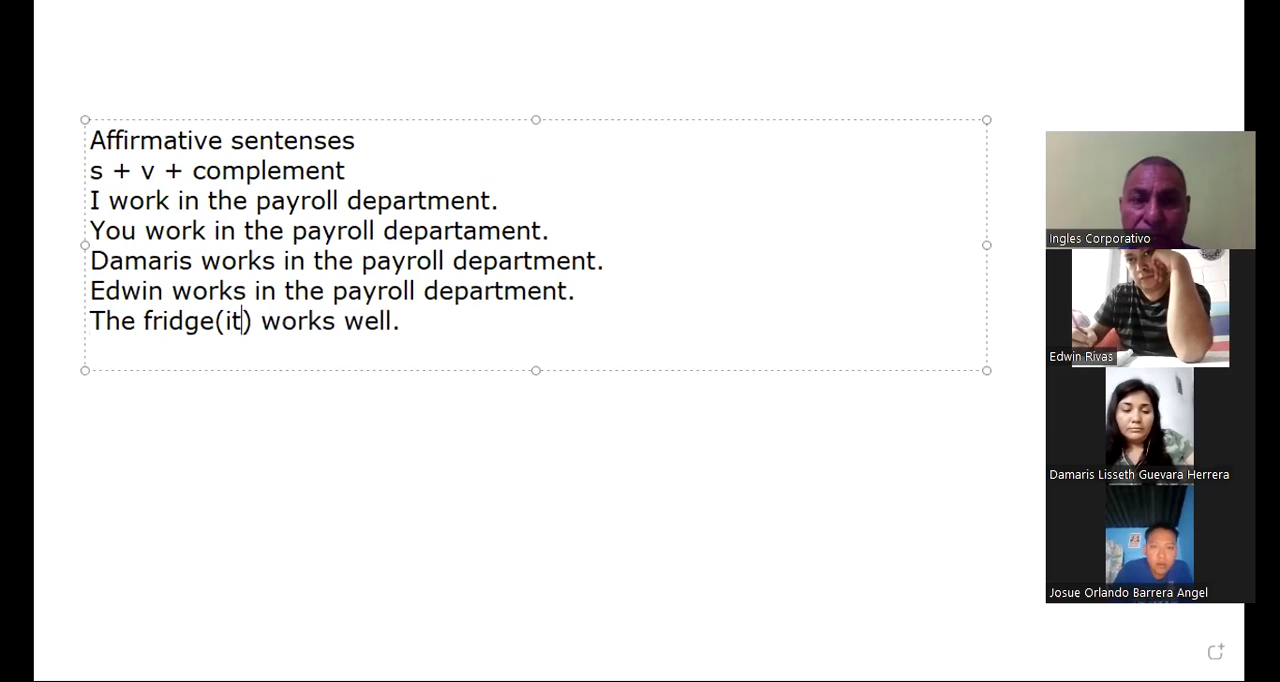 Affirmative sentenses
s + v + complement
I work in the payroll department.
You work in the payroll departament.
Damaris works in the payroll department.
Edwin works in the payroll department.
The fridge(it) works well.
Ingles Corporativo
Edwin Rivas
Damaris Lisseth Guevara Herrera
Josue Orlando Barrera Angel